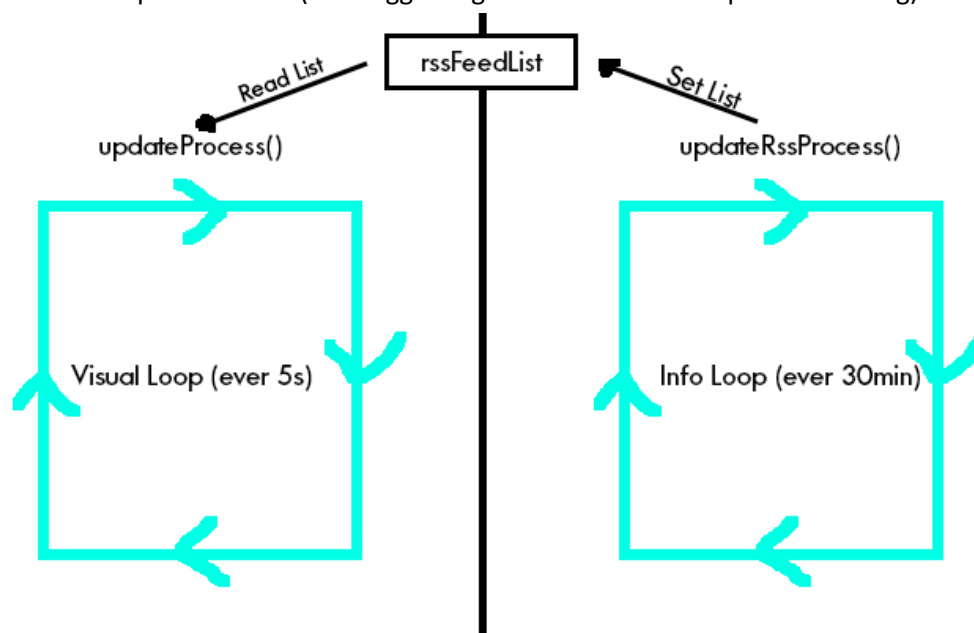 rssFeedList
Read List
Set List
updateProcess()
updateRssProcess()
Visual Loop (ever 5s)
Info Loop (ever 30min)